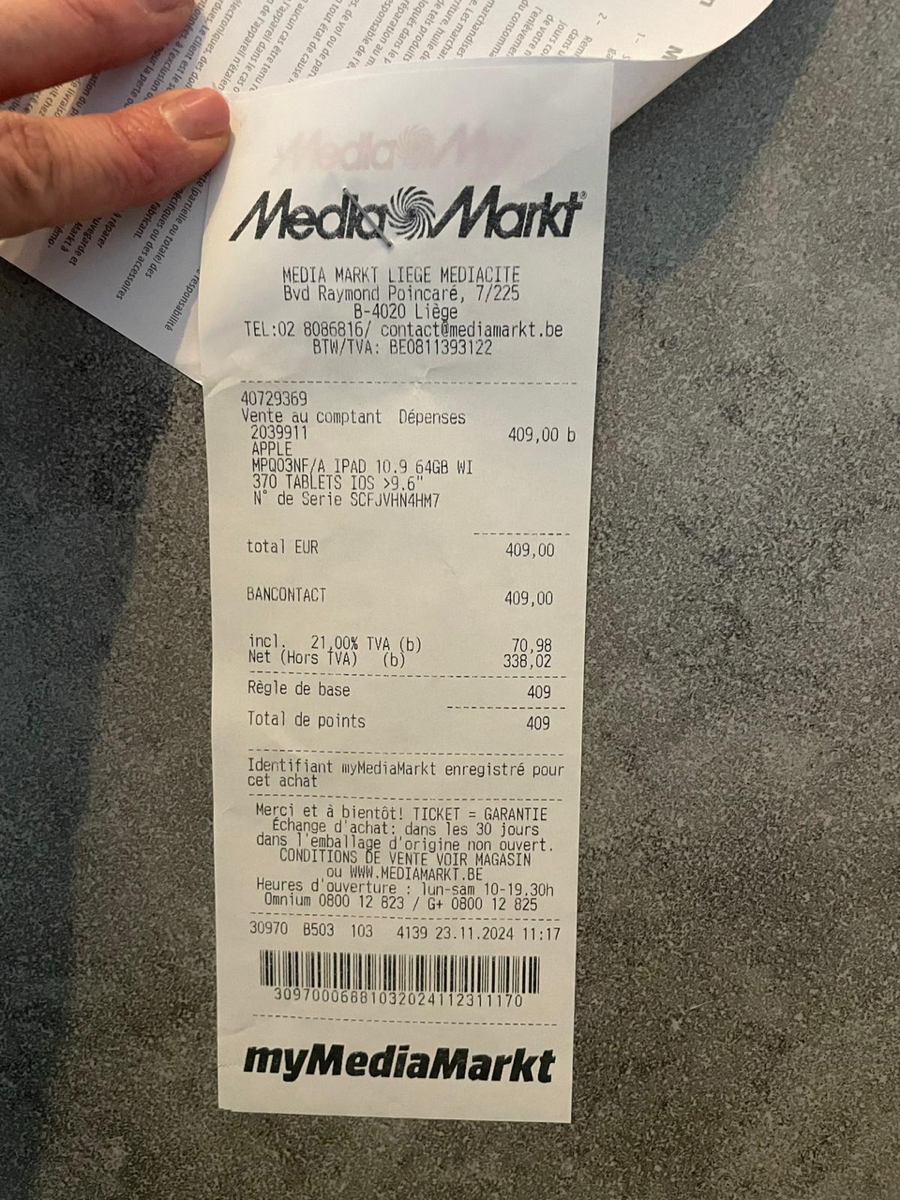 Media Markt
MEDIA MARKT LIEGE MEDIACITE
Bvd Raymond Poincaré, 7/225
B-4020 Liège
TEL:02 8086816/ contact@mediamarkt.be
BTW/TVA: BE0811393122
40729369
Vente au comptant Dépenses
2039911 409,00 b
APPLE
MPQ03NF/A IPAD 10.9 64GB WI
370 TABLETS IOS >9.6"
N° de Serie SCFJVHN4HM7
total EUR 409,00
BANCONTACT 409,00
incl. 21,00% TVA (b) 70,98
Net (Hors TVA) (b) 338,02
Règle de base 409
Total de points 409
Identifiant myMediaMarkt enregistré pour
cet achat
Merci et à bientôt! TICKET = GARANTIE
Échange d'achat: dans les 30 jours
dans l'emballage d'origine non ouvert.
CONDITIONS DE VENTE VOIR MAGASIN
ou WWW.MEDIAMARKT.BE
Heures d'ouverture : lun-sam 10-19.30h
Omnium 0800 12 823 / G+ 0800 12 825
30970 B503 103 4139 23.11.2024 11:17
30970006881032024112311170
myMediaMarkt